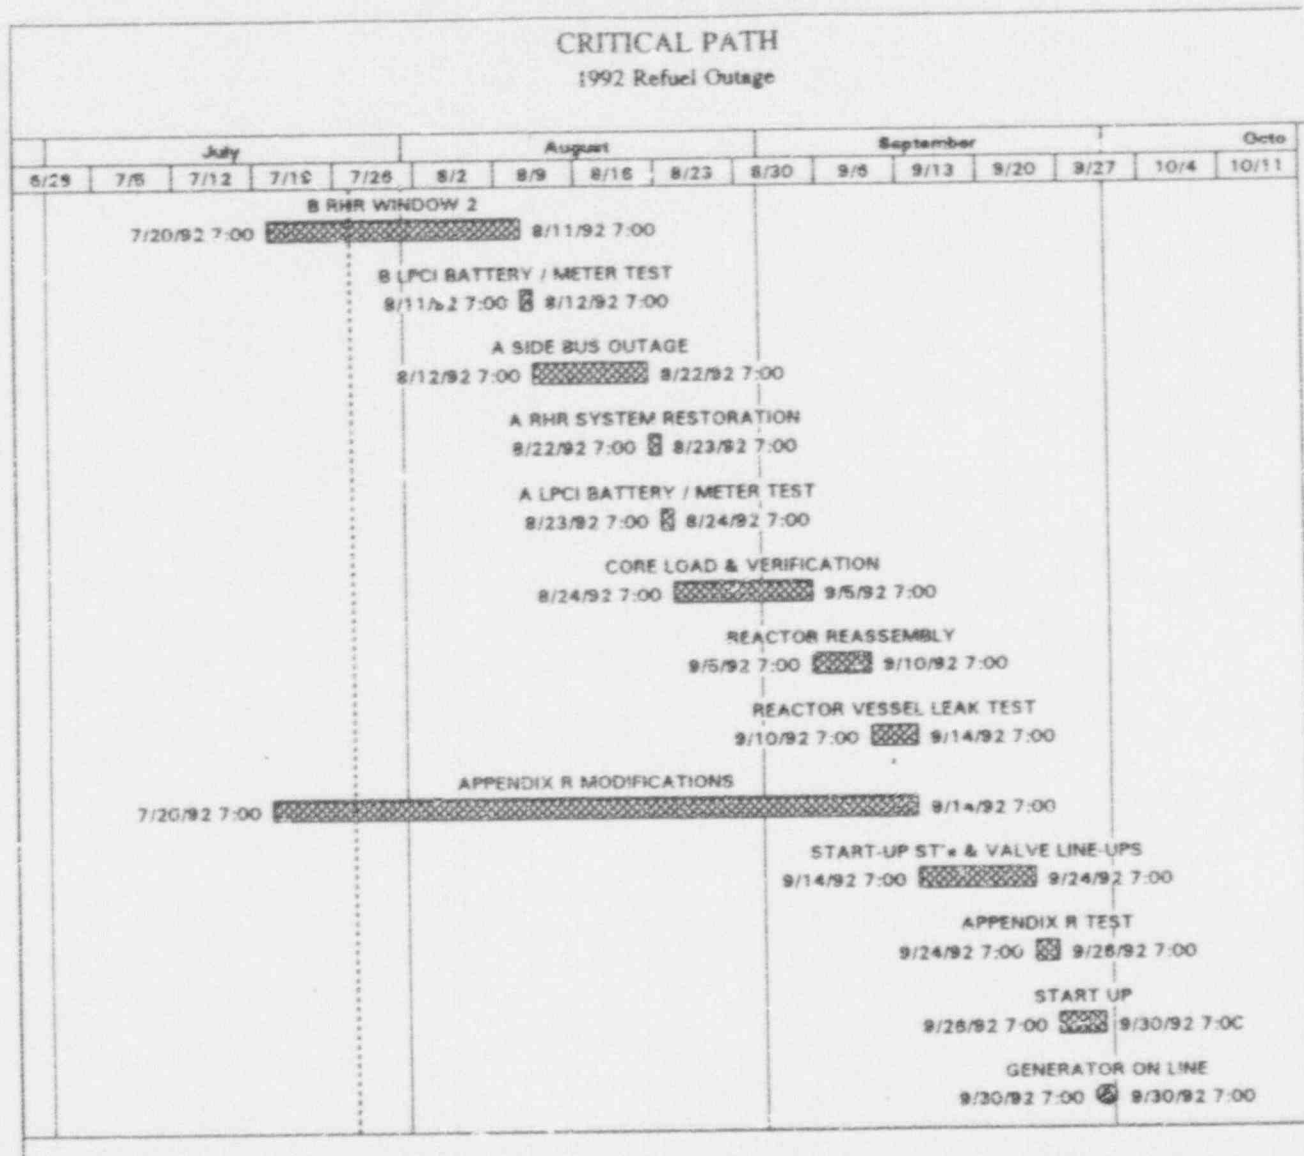 CRITICAL PATH
1992 Refuel Outage
July August September Octo
6/29 7/5 7/12 7/19 7/26 8/2 8/9 8/16 8/23 8/30 9/6 9/13 9/20 9/27 10/4 10/11
B RHR WINDOW 2
7/20/92 7:00 8/11/92 7:00
B LPCI BATTERY / METER TEST
8/11/92 7:00 8/12/92 7:00
A SIDE BUS OUTAGE
8/12/92 7:00 8/22/92 7:00
A RHR SYSTEM RESTORATION
8/22/92 7:00 8/23/92 7:00
A LPCI BATTERY / METER TEST
8/23/92 7:00 8/24/92 7:00
CORE LOAD & VERIFICATION
8/24/92 7:00 9/5/92 7:00
REACTOR REASSEMBLY
9/5/92 7:00 9/10/92 7:00
REACTOR VESSEL LEAK TEST
9/10/92 7:00 9/14/92 7:00
APPENDIX R MODIFICATIONS
7/20/92 7:00 9/14/92 7:00
START-UP ST's & VALVE LINE-UPS
9/14/92 7:00 9/24/92 7:00
APPENDIX R TEST
9/24/92 7:00 9/26/92 7:00
START UP
9/26/92 7:00 9/30/92 7:00
GENERATOR ON LINE
9/30/92 7:00 9/30/92 7:00